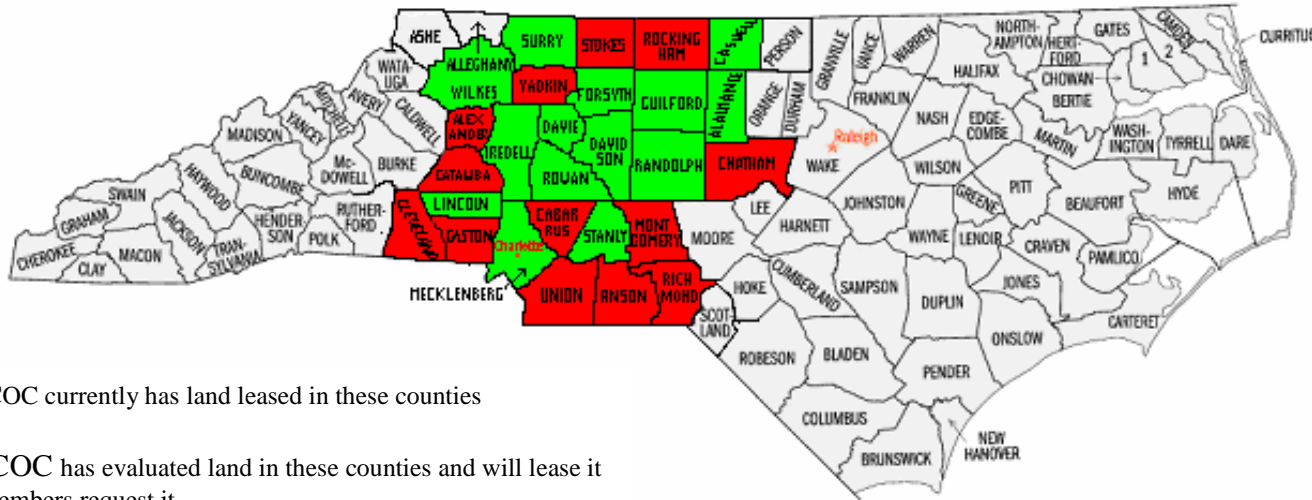 ASHE
SURRY
STOKES
ROCKING
HAM
CASWELL
PERSON
GRANVILLE
VANCE
WARREN
NORTH-
AMPTON
HERT-
FORD
GATES
CAMDEN
CURRITU
1
2
WATA-
UGA
ALLEGHANY
WILKES
YADKIN
FORSYTH
GUILFORD
ALAMANCE
ORANGE
DURHAM
FRANKLIN
HALIFAX
CHOWAN
BERTIE
MITCHELL
AVERY
CALDWELL
ALEX
ANDER
IREDELL
DAVIE
DAVID
SON
RANDOLPH
CHATHAM
Raleigh
WAKE
NASH
EDGE-
COMBE
MARTIN
WASH-
INGTON
TYRRELL
DARE
MADISON
YANCEY
Mc-
DOWELL
BURKE
CATAWBA
ROWAN
WILSON
PITT
BEAUFORT
HYDE
SWAIN
HAYWOOD
BUNCOMBE
LINCOLN
LEE
HARNETT
JOHNSTON
GREENE
GRAHAM
JACKSON
HENDER
SON
RUTHER-
FORD
POLK
CLEVELAND
GASTON
Charlotte
CABAR
RUS
STANLY
MONT
GOMERY
MOORE
WAYNE
LENOIR
CRAVEN
PAMLICO
CHEROKEE
CLAY
MACON
TRAN-
SYLVANIA
MECKLENBERG
UNION
ANSON
RICH
MOND
HOKE
CUMBERLAND
SAMPSON
DUPLIN
JONES
CARTERET
SCOT-
LAND
ROBESON
BLADEN
PENDER
ONSLOW
COLUMBUS
BRUNSWICK
NEW
HANOVER
COC currently has land leased in these counties
COC has evaluated land in these counties and will lease it
embers request it